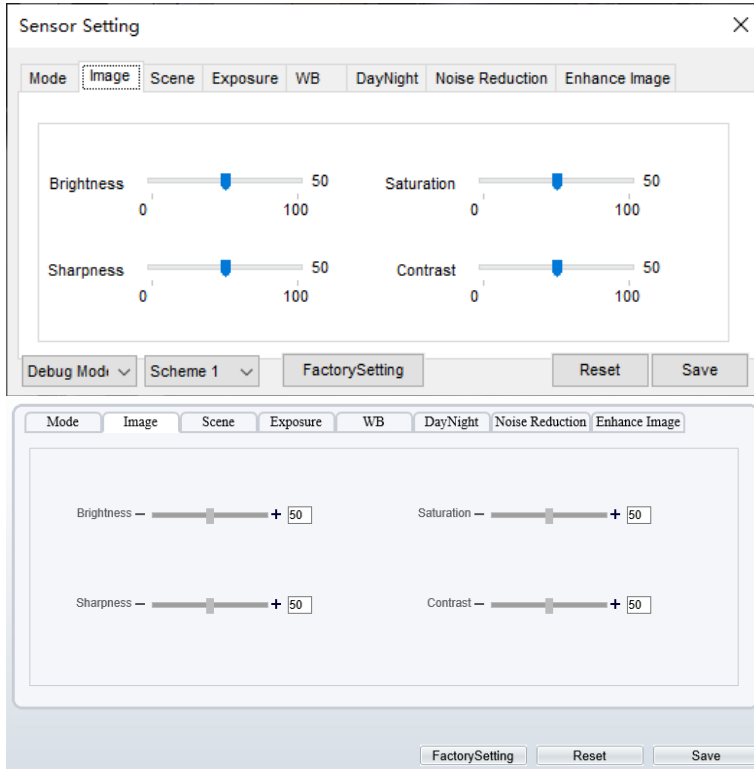 Sensor Setting
Mode Image Scene Exposure WB DayNight Noise Reduction Enhance Image
Brightness 50 Saturation 50
0 100 0 100
Sharpness 50 Contrast 50
0 100 0 100
Debug Mode Scheme 1 FactorySetting Reset Save
Mode Image Scene Exposure WB DayNight Noise Reduction Enhance Image
Brightness 50 Saturation 50
Sharpness 50 Contrast 50
FactorySetting Reset Save